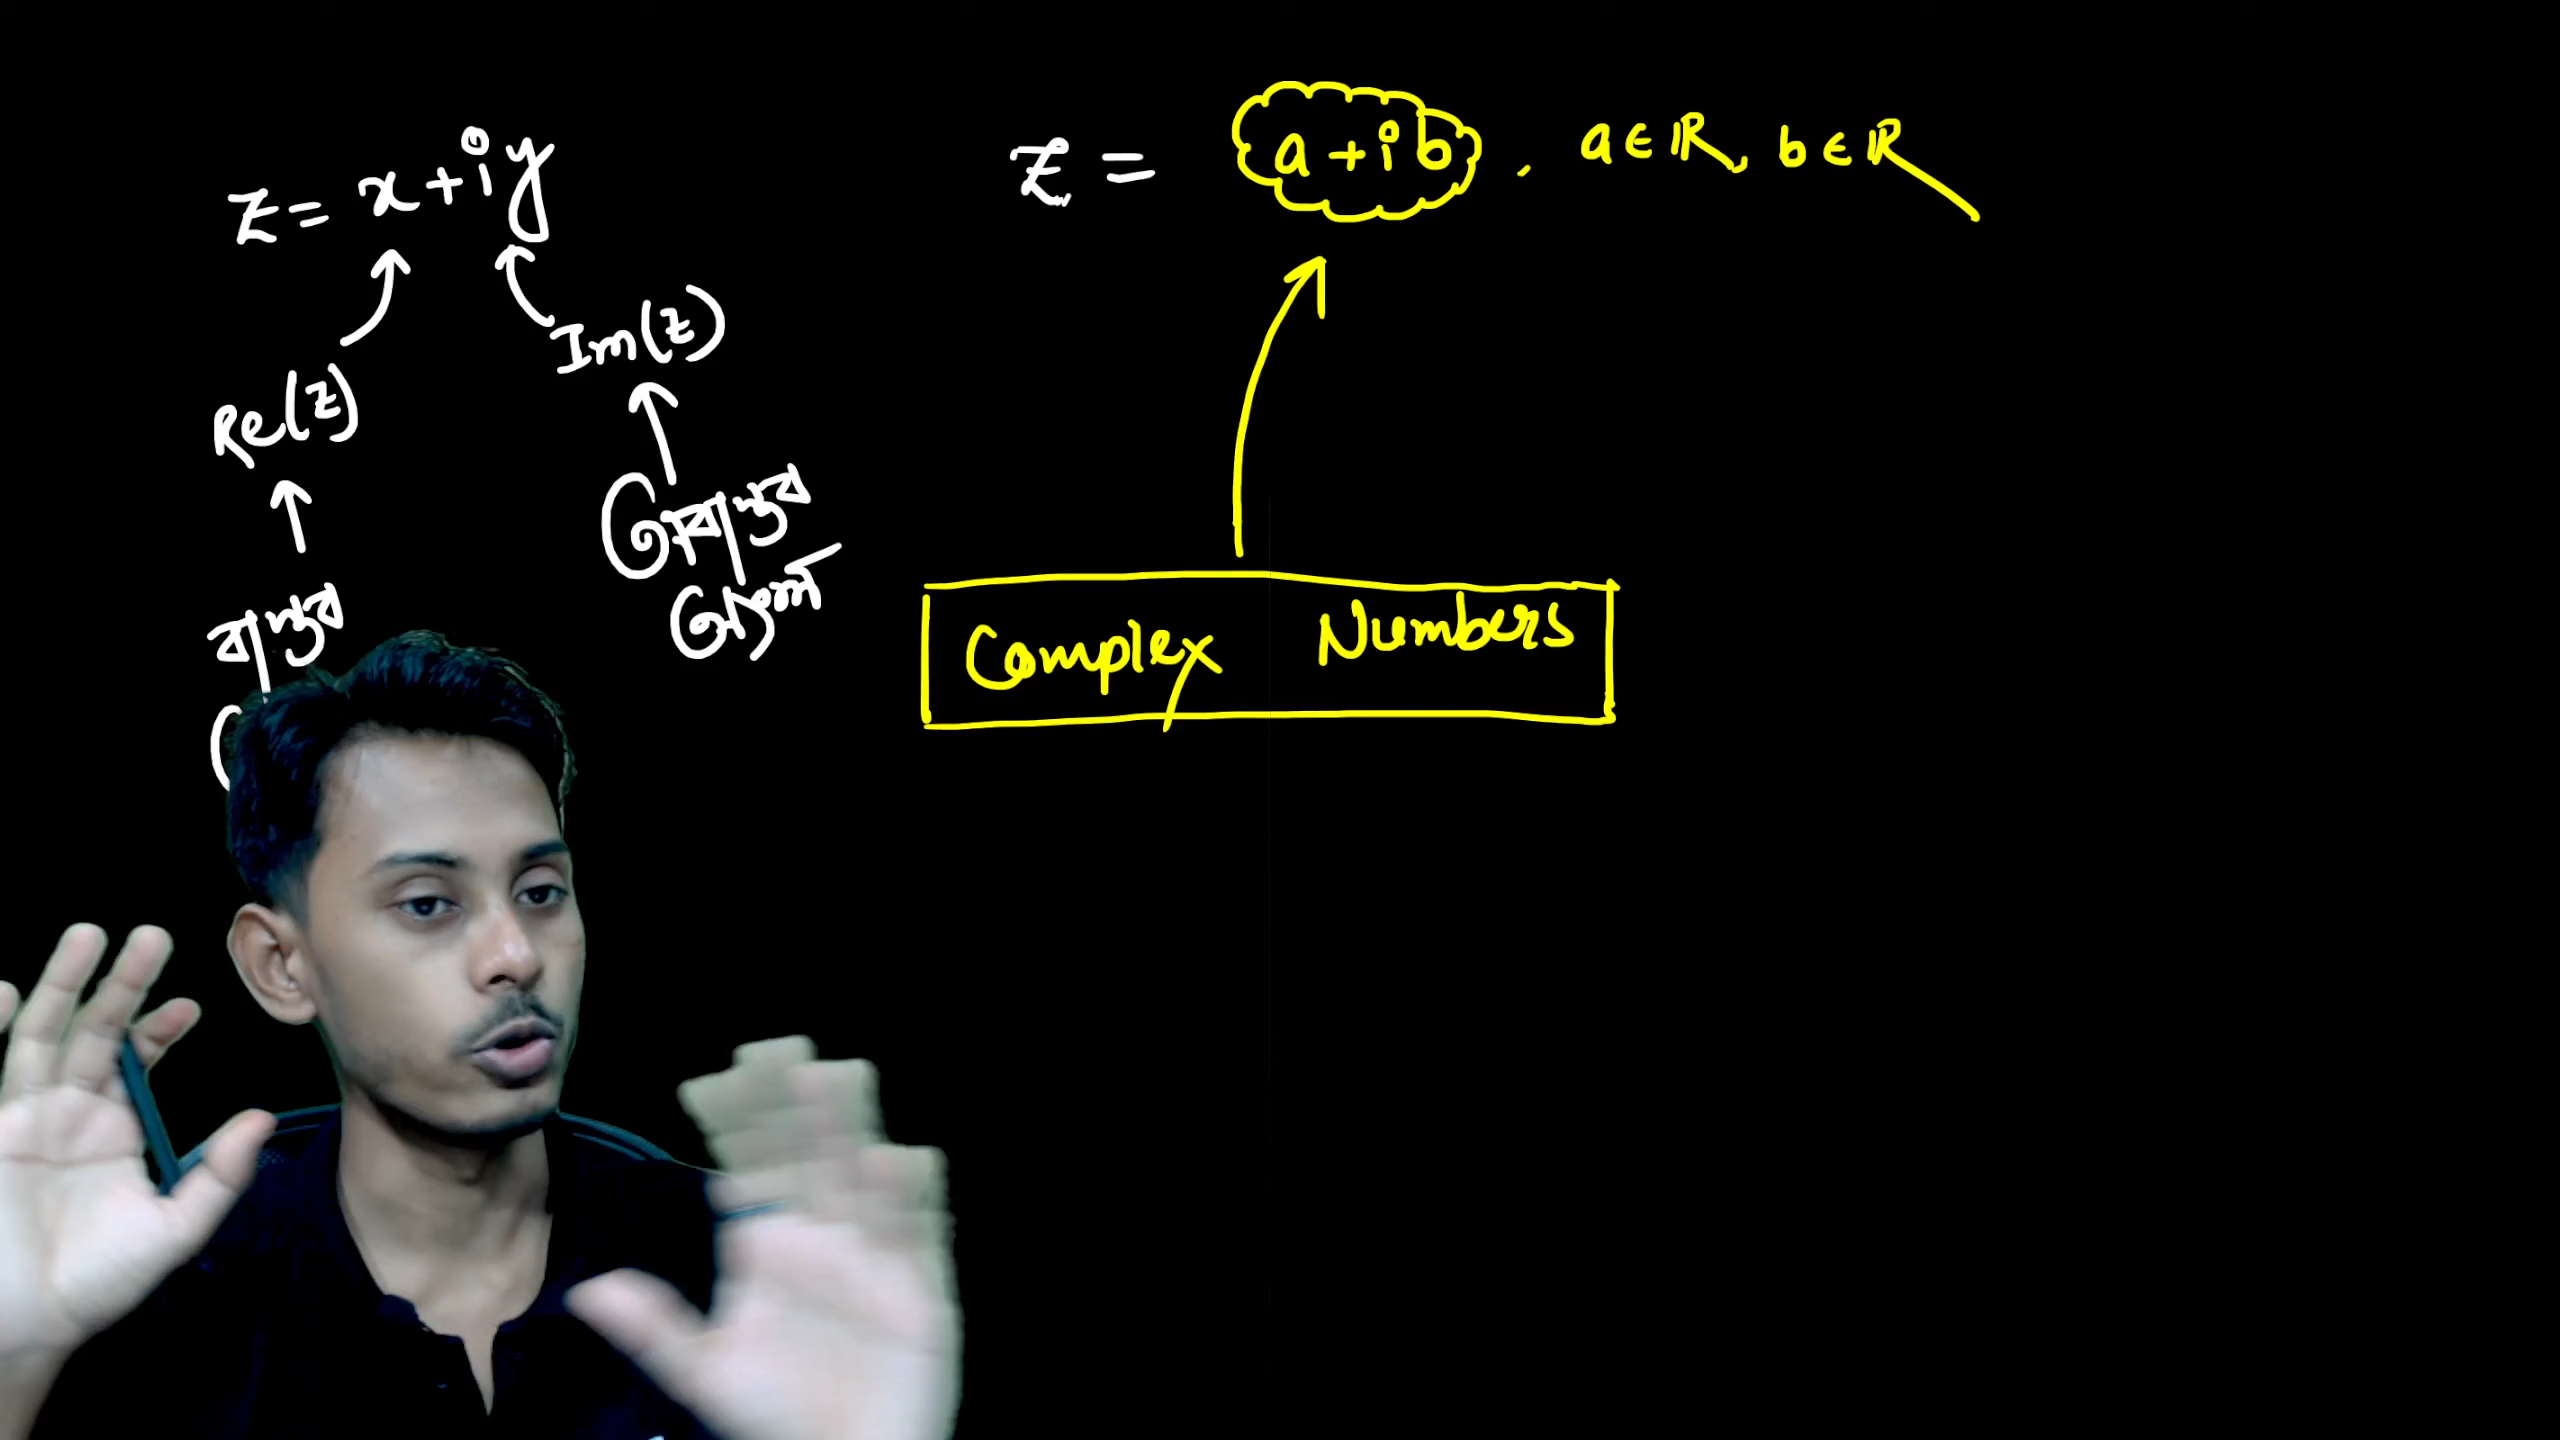 z = x + iy
Re(z)
Im(z)
বাস্তব
অবাস্তব
অংশ
z = a + ib , a ∈ ℝ, b ∈ ℝ
Complex Numbers